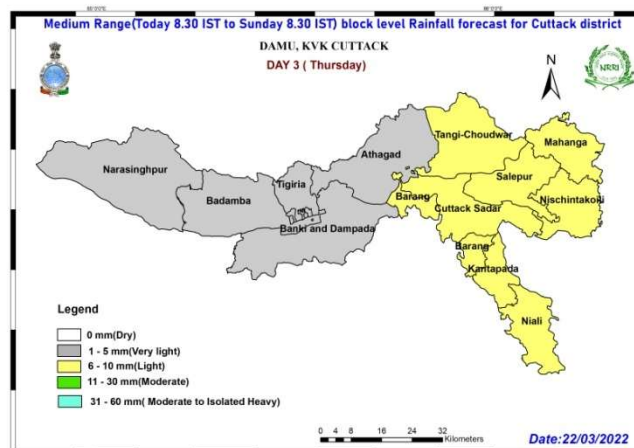 Medium Range(Today 8.30 IST to Sunday 8.30 IST) block level Rainfall forecast for Cuttack district
DAMU, KVK CUTTACK
DAY 3 ( Thursday)
N
NRRI
Tangi-Choudwar
Mahanga
Athagad
Narasinghpur
Salepur
Tigiria
Badamba
Barang
Nischintakoili
Cuttack Sadar
Banki and Dampada
Barang
Kantapada
Niali
Legend
0 mm(Dry)
1 - 5 mm(Very light)
6 - 10 mm(Light)
11 - 30 mm(Moderate)
31 - 60 mm( Moderate to Isolated Heavy)
0 4 8 16 24 32
Kilometers
Date:22/03/2022